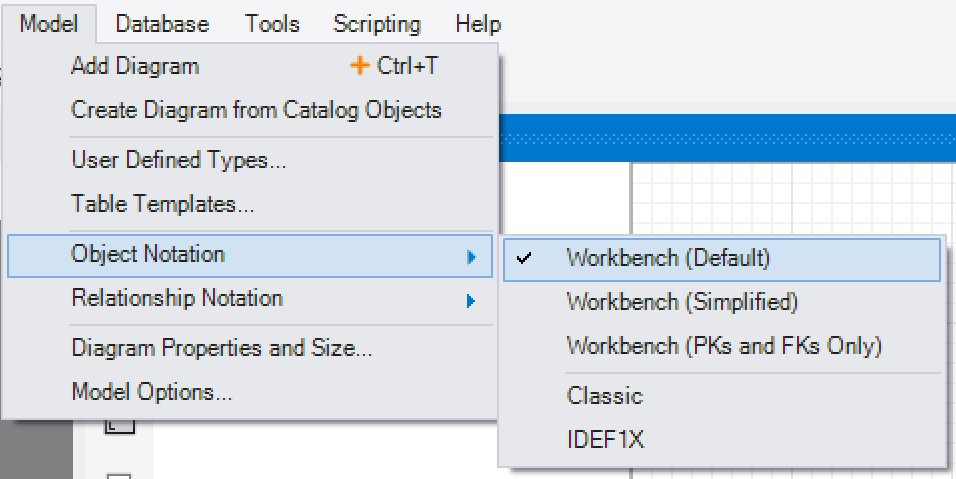 Model Database Tools Scripting Help
Add Diagram + Ctrl+T
Create Diagram from Catalog Objects
User Defined Types...
Table Templates...
Object Notation
Relationship Notation
Diagram Properties and Size...
Model Options...
Workbench (Default)
Workbench (Simplified)
Workbench (PKs and FKs Only)
Classic
IDEF1X